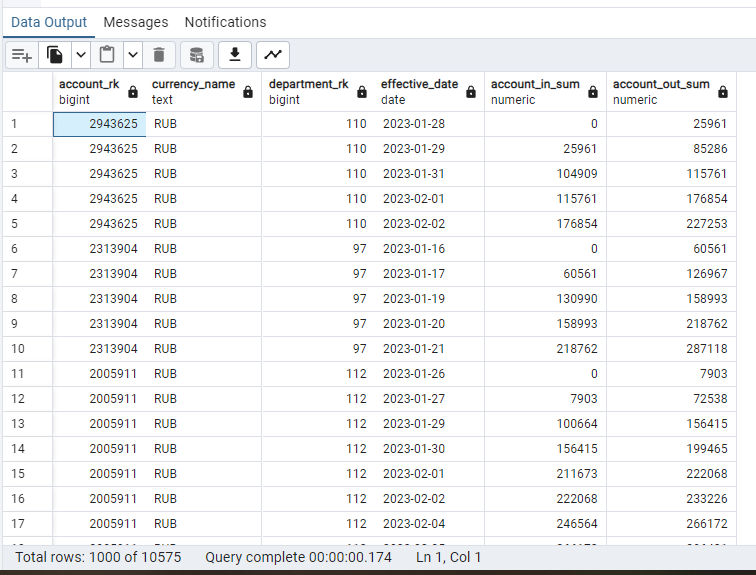 Data Output Messages Notifications
account_rk currency_name department_rk effective_date account_in_sum account_out_sum
bigint text bigint date numeric numeric
1 2943625 RUB 110 2023-01-28 0 25961
2 2943625 RUB 110 2023-01-29 25961 85286
3 2943625 RUB 110 2023-01-31 104909 115761
4 2943625 RUB 110 2023-02-01 115761 176854
5 2943625 RUB 110 2023-02-02 176854 227253
6 2313904 RUB 97 2023-01-16 0 60561
7 2313904 RUB 97 2023-01-17 60561 126967
8 2313904 RUB 97 2023-01-19 130990 158993
9 2313904 RUB 97 2023-01-20 158993 218762
10 2313904 RUB 97 2023-01-21 218762 287118
11 2005911 RUB 112 2023-01-26 0 7903
12 2005911 RUB 112 2023-01-27 7903 72538
13 2005911 RUB 112 2023-01-29 100664 156415
14 2005911 RUB 112 2023-01-30 156415 199465
15 2005911 RUB 112 2023-02-01 211673 222068
16 2005911 RUB 112 2023-02-02 222068 233226
17 2005911 RUB 112 2023-02-04 246564 266172
Total rows: 1000 of 10575 Query complete 00:00:00.174 Ln 1, Col 1